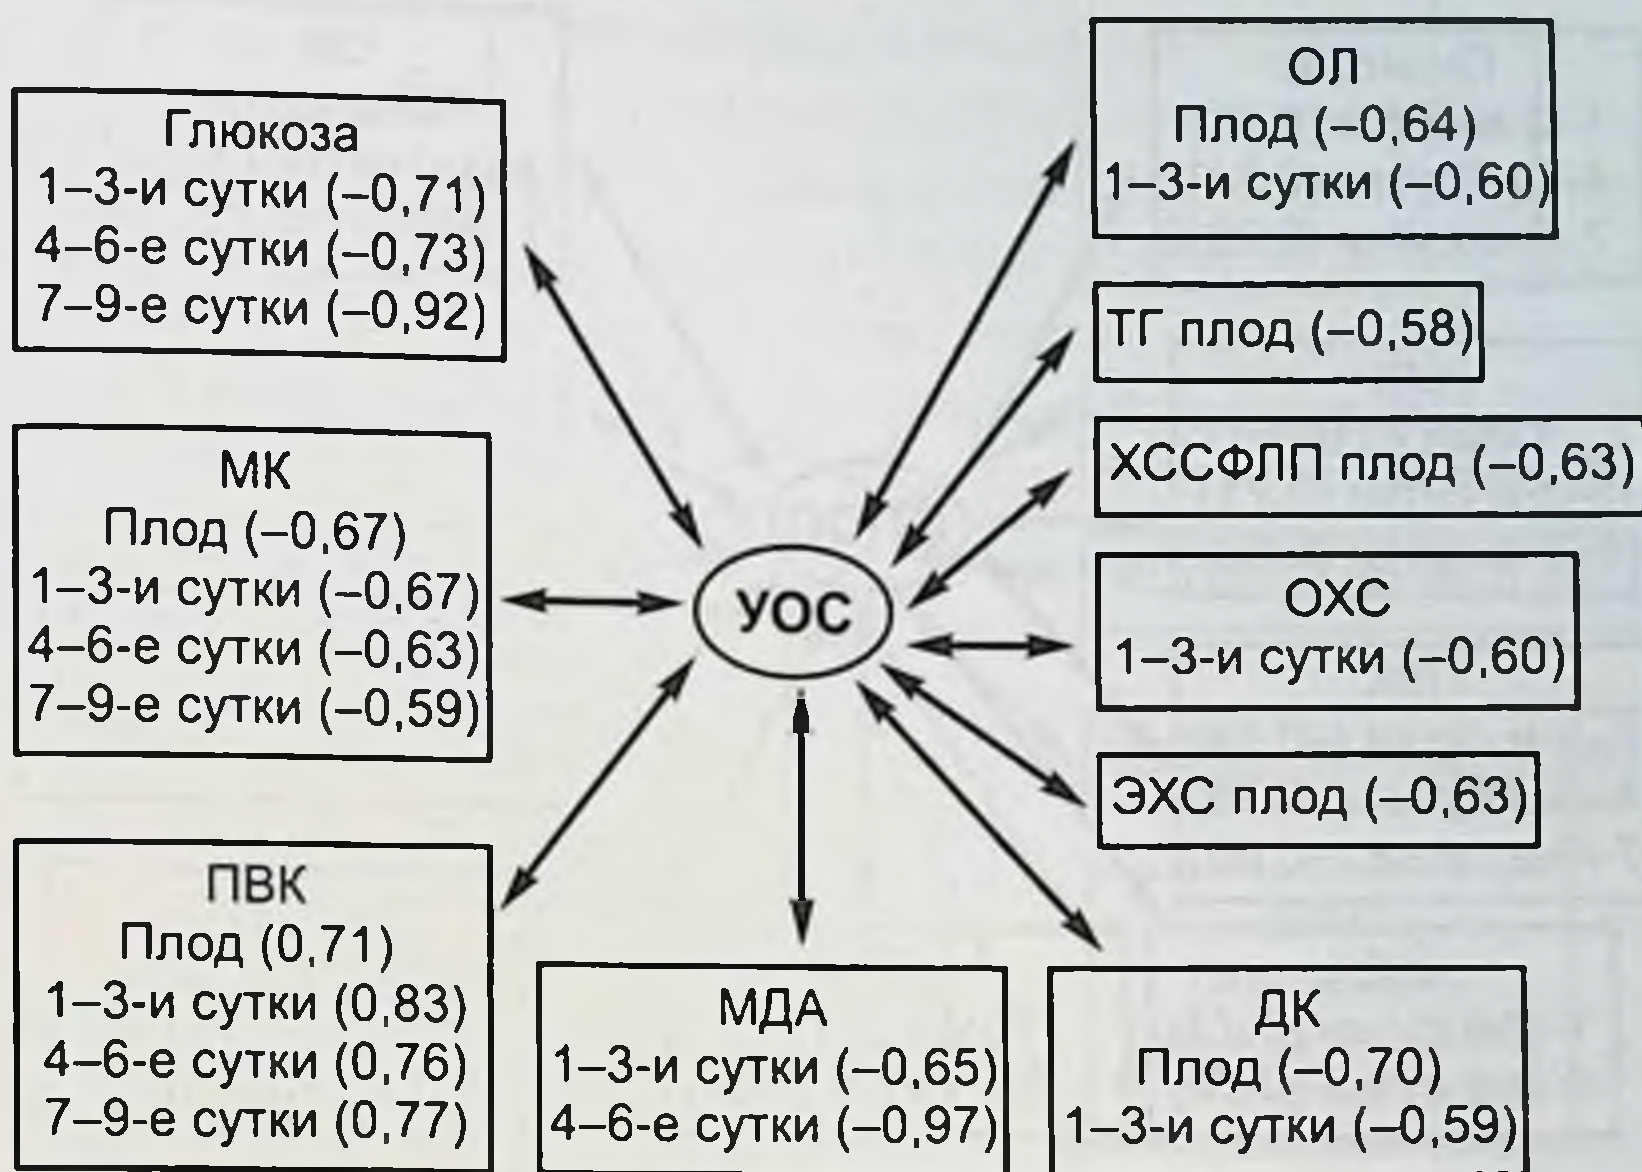 Глюкоза
1–3-и сутки (–0,71)
4–6-е сутки (–0,73)
7–9-е сутки (–0,92)
МК
Плод (–0,67)
1–3-и сутки (–0,67)
4–6-е сутки (–0,63)
7–9-е сутки (–0,59)
ПВК
Плод (0,71)
1–3-и сутки (0,83)
4–6-е сутки (0,76)
7–9-е сутки (0,77)
УОС
МДА
1–3-и сутки (–0,65)
4–6-е сутки (–0,97)
ОЛ
Плод (–0,64)
1–3-и сутки (–0,60)
ТГ плод (–0,58)
ХССФЛП плод (–0,63)
ОХС
1–3-и сутки (–0,60)
ЭХС плод (–0,63)
ДК
Плод (–0,70)
1–3-и сутки (–0,59)